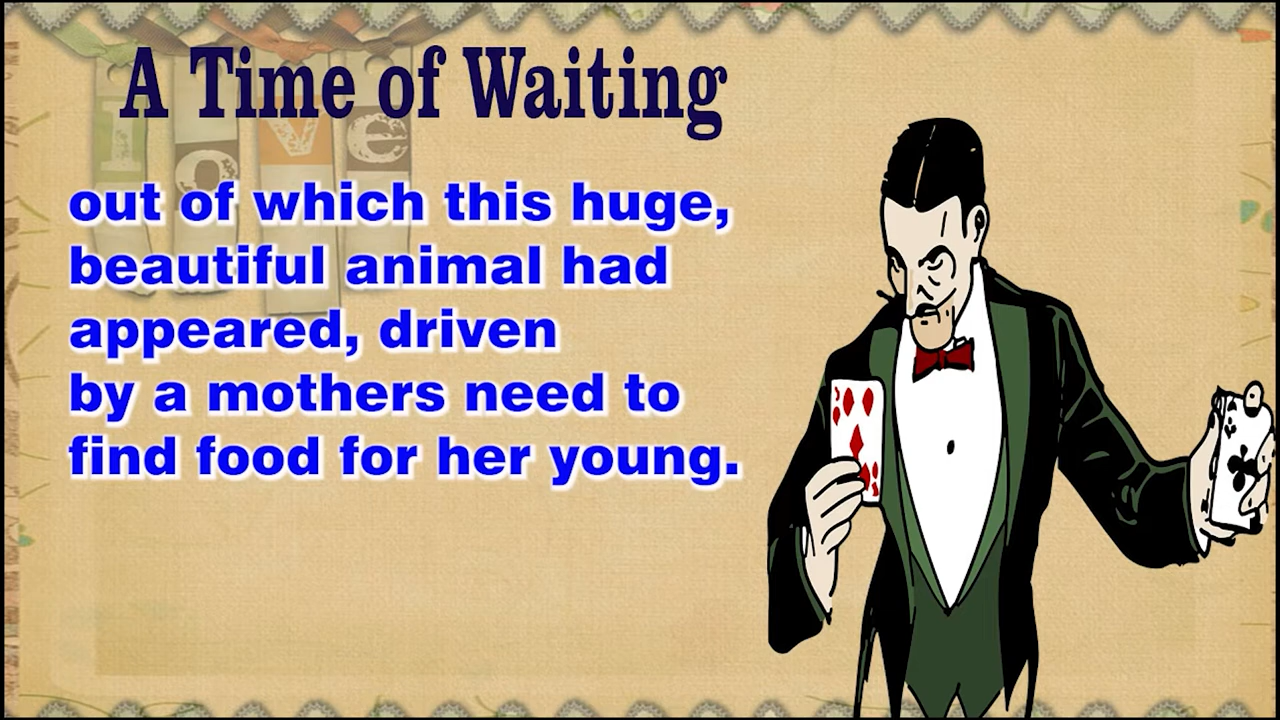 A Time of Waiting
love
out of which this huge,
beautiful animal had
appeared, driven
by a mothers need to
find food for her young.